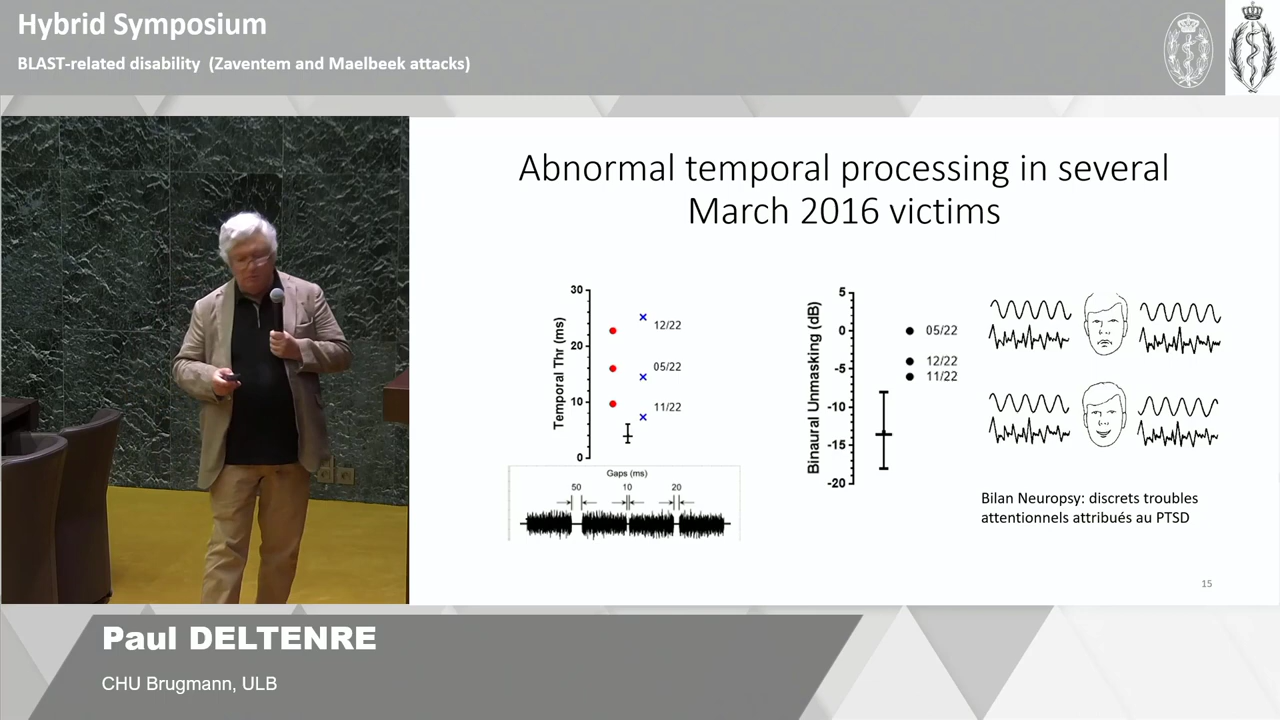 Hybrid Symposium
BLAST-related disability (Zaventem and Maelbeek attacks)
Abnormal temporal processing in several
March 2016 victims
Temporal Thr (ms)
30
20
10
0
12/22
05/22
11/22
Gaps (ms)
50
10
20
Binaural Unmasking (dB)
5
0
-5
-10
-15
-20
05/22
12/22
11/22
Bilan Neuropsy: discrets troubles
attentionnels attribués au PTSD
15
Paul DELTENRE
CHU Brugmann, ULB